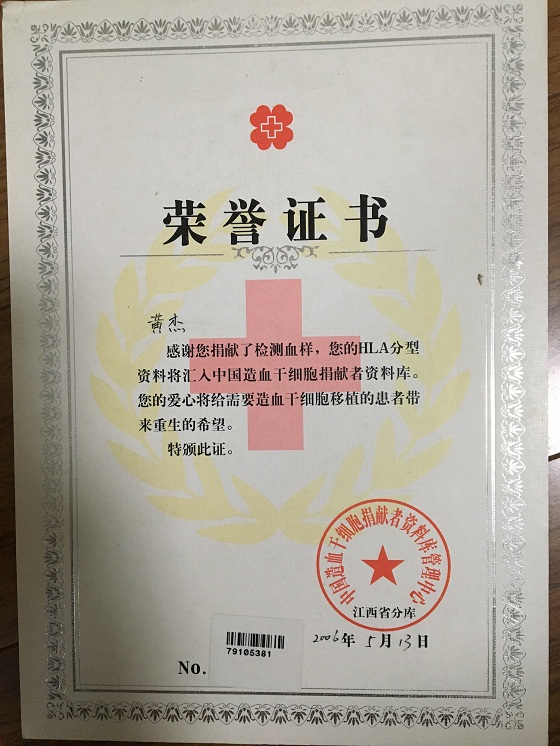 荣誉证书
黄杰
感谢您捐献了检测血样，您的HLA分型
资料将汇入中国造血干细胞捐献者资料库。
您的爱心将给需要造血干细胞移植的患者带
来重生的希望。
特颁此证。
中国造血干细胞捐献者资料库管理中心
江西省分库
2006年5月13日
No.
79105381